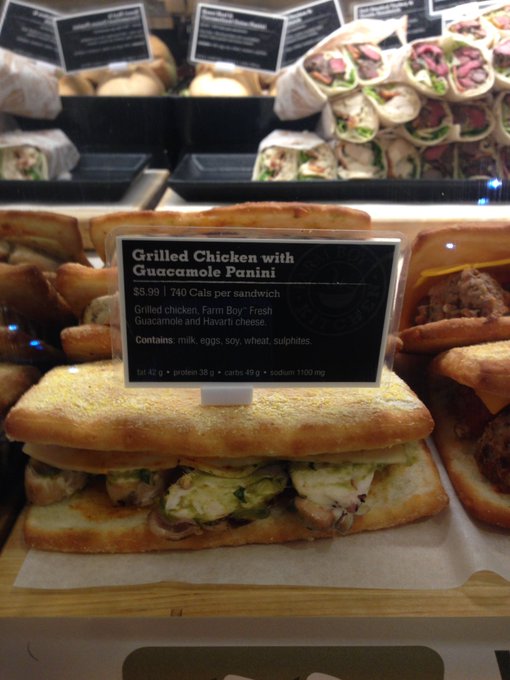 Grilled Chicken with
Guacamole Panini
$5.99 | 740 Cals per sandwich
Grilled chicken, Farm Boy™ Fresh
Guacamole and Havarti cheese.
Contains: milk, eggs, soy, wheat, sulphites.
fat 42 g • protein 38 g • carbs 49 g • sodium 1100 mg